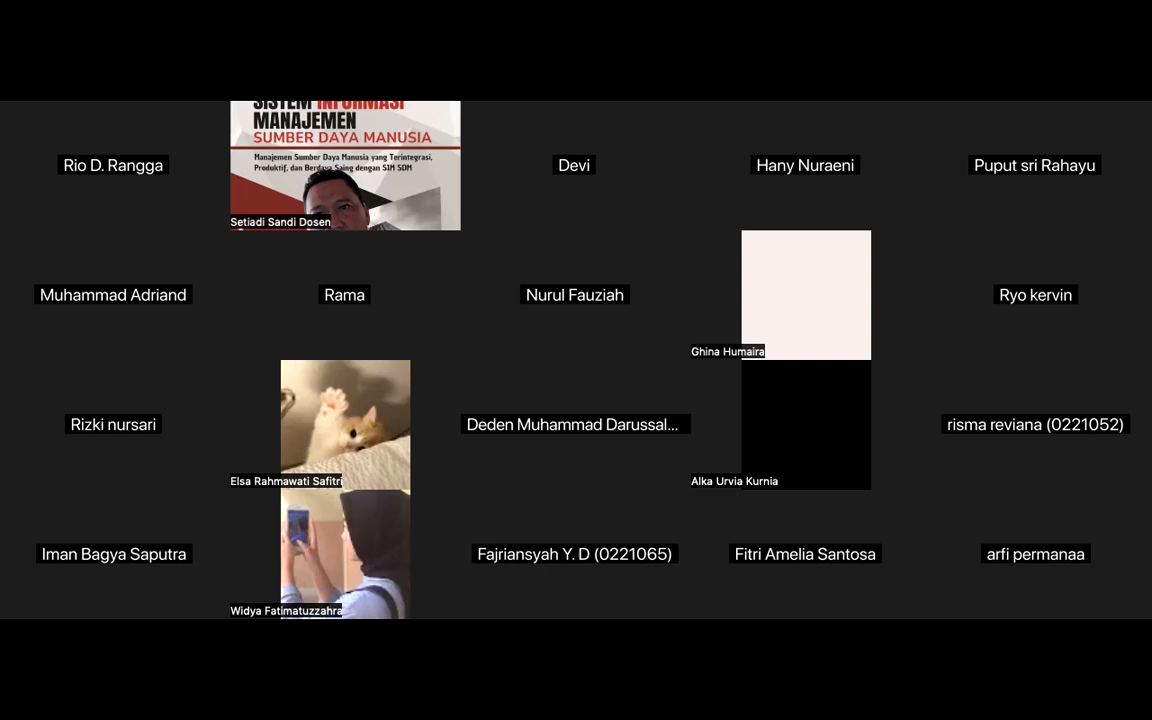 SISTEM INFORMASI
MANAJEMEN
SUMBER DAYA MANUSIA
Manajemen Sumber Daya Manusia yang Terintegrasi,
Produktif, dan Berdaya Saing dengan SIM SDM
Rio D. Rangga
Setiadi Sandi Dosen
Devi
Hany Nuraeni
Puput sri Rahayu
Muhammad Adriand
Rama
Nurul Fauziah
Ghina Humaira
Ryo kervin
Rizki nursari
Elsa Rahmawati Safitri
Deden Muhammad Darussal...
Alka Urvia Kurnia
risma reviana (0221052)
Iman Bagya Saputra
Widya Fatimatuzzahra
Fajriansyah Y. D (0221065)
Fitri Amelia Santosa
arfi permanaa